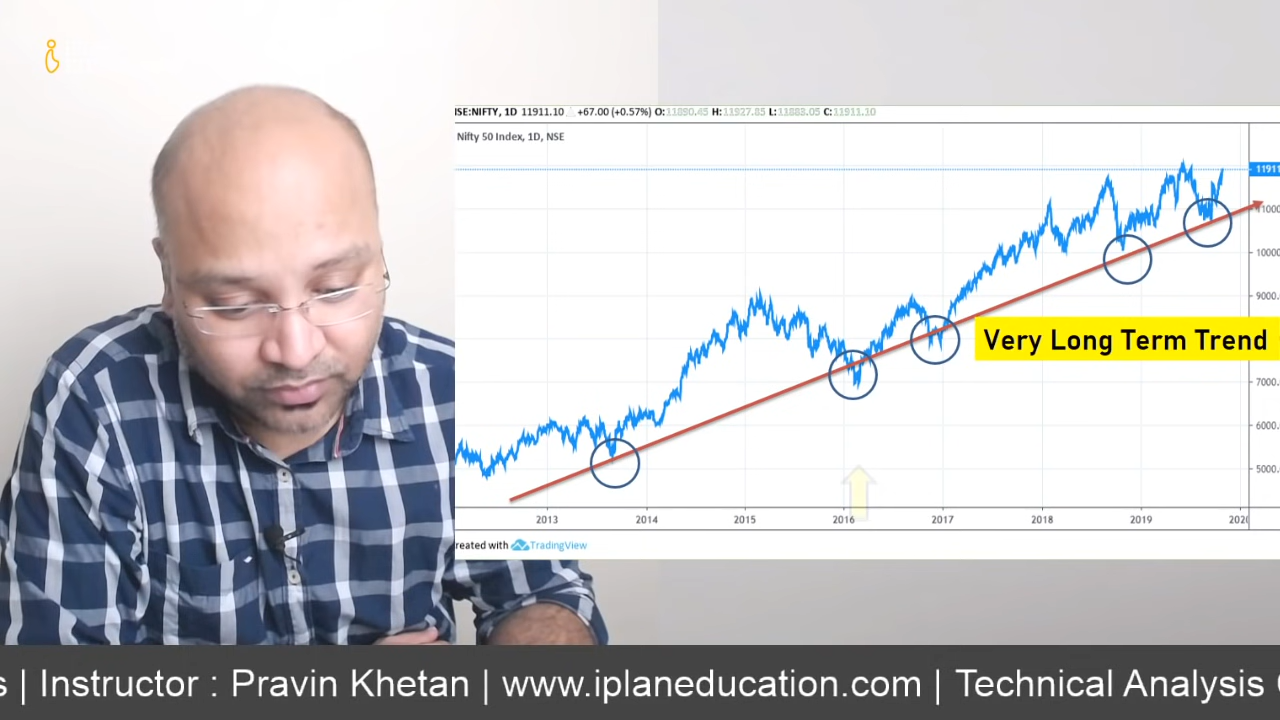 NSE:NIFTY, 1D 11911.10 +67.00 (+0.57%) O:11890.45 H:11927.85 L:11883.05 C:11911.10
Nifty 50 Index, 1D, NSE
11911
11000
10000
9000.
Very Long Term Trend
7000.
6000.
5000.
2013 2014 2015 2016 2017 2018 2019 2020
reated with TradingView
s | Instructor : Pravin Khetan | www.iplaneducation.com | Technical Analysis